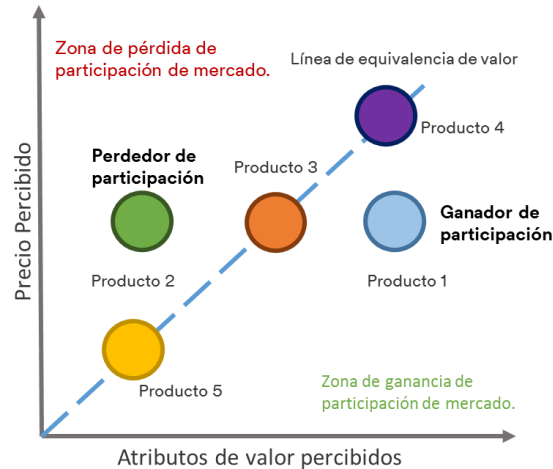 Zona de pérdida de
participación de mercado.
Línea de equivalencia de valor
Producto 4
Perdedor de
participación
Producto 3
Ganador de
participación
Producto 2
Producto 1
Producto 5
Zona de ganancia de
participación de mercado.
Precio Percibido
Atributos de valor percibidos